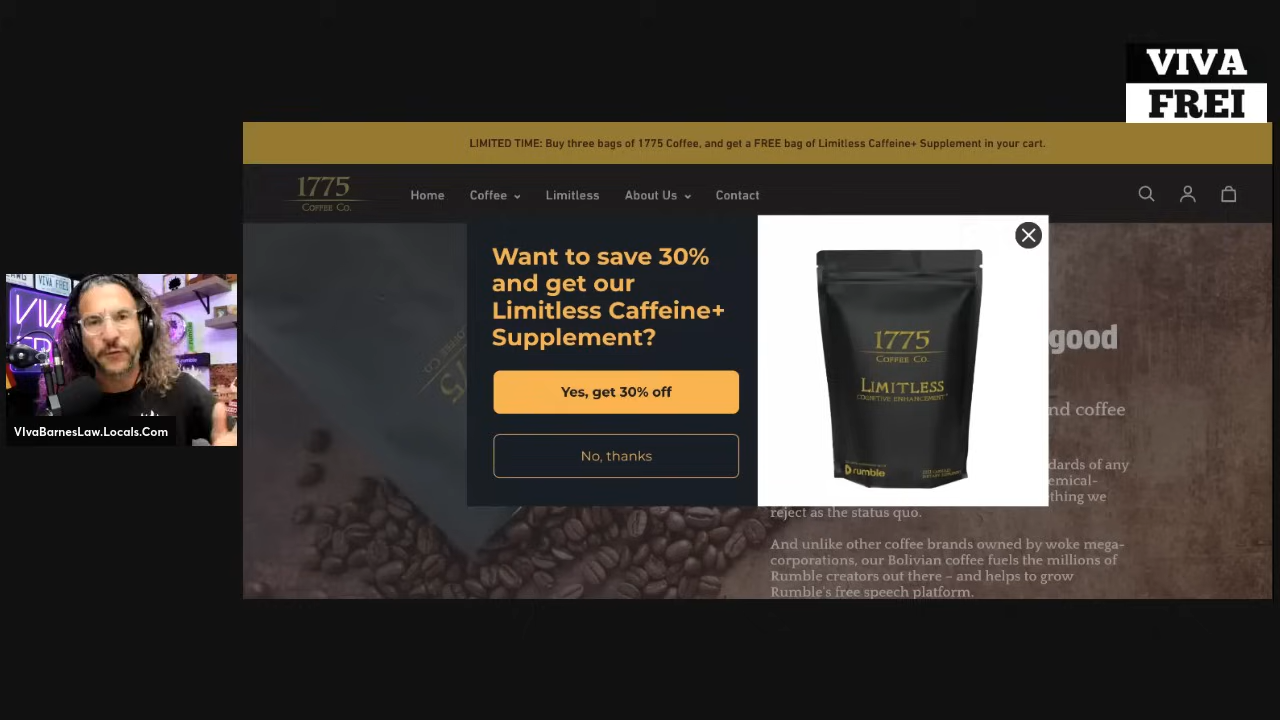 VIVA
FREI
LIMITED TIME: Buy three bags of 1775 Coffee, and get a FREE bag of Limitless Caffeine+ Supplement in your cart.
1775
COFFEE CO.
Home
Coffee
Limitless
About Us
Contact
Want to save 30%
and get our
Limitless Caffeine+
Supplement?
Yes, get 30% off
No, thanks
1775
COFFEE CO.
LIMITLESS
COGNITIVE ENHANCEMENT
rumble
good
nd coffee
dards of any
emical-
thing we
reject as the status quo.
And unlike other coffee brands owned by woke mega-
corporations, our Bolivian coffee fuels the millions of
Rumble creators out there – and helps to grow
Rumble's free speech platform.
VIVA FREI
VIV
rumble
VIvaBarnesLaw.Locals.Com